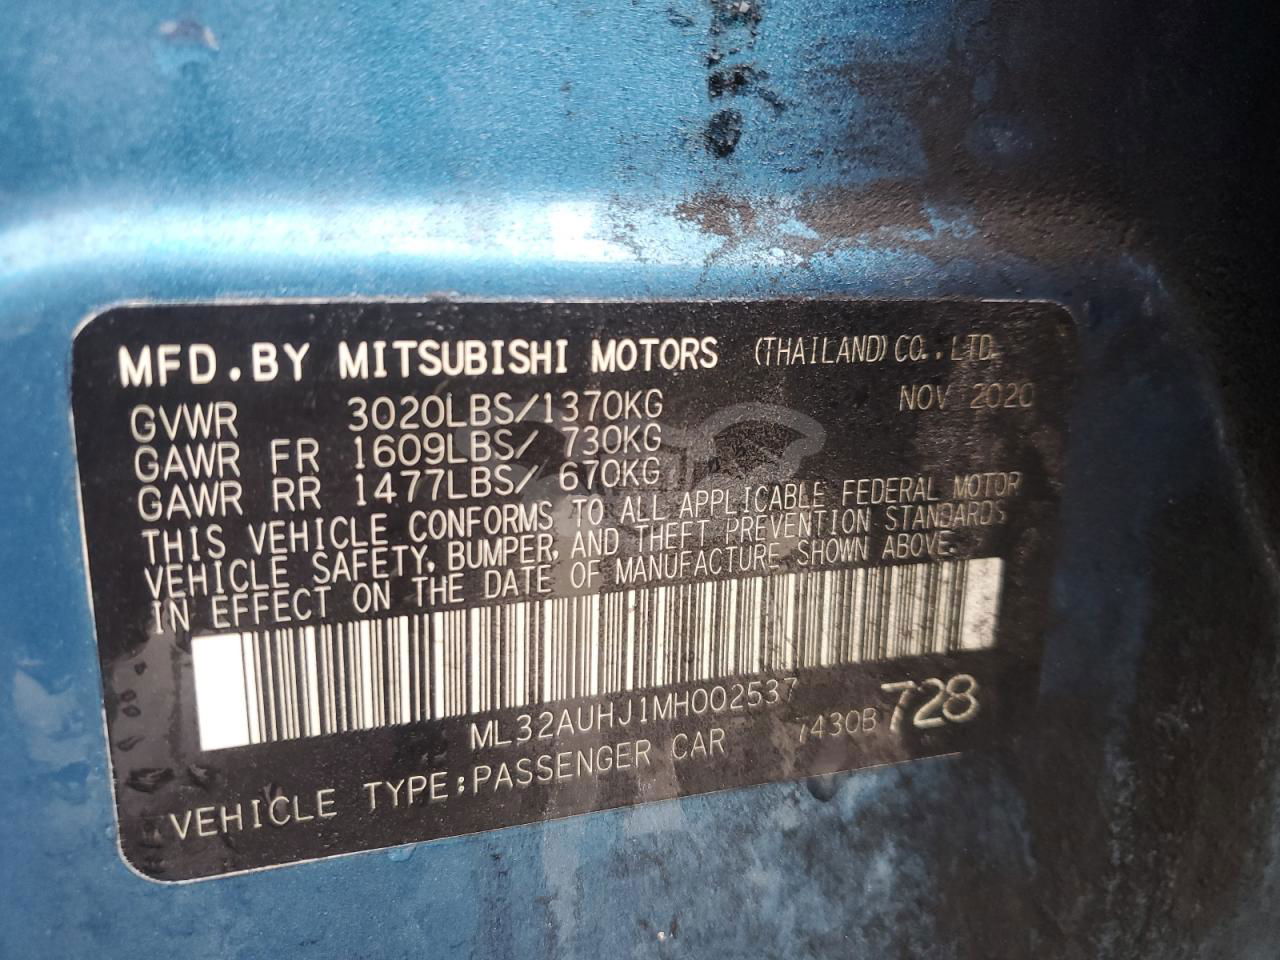 MFD.BY MITSUBISHI MOTORS (THAILAND) CO.,LTD.
GVWR 3020LBS/1370KG NOV 2020
GAWR FR 1609LBS/ 730KG
GAWR RR 1477LBS/ 670KG
THIS VEHICLE CONFORMS TO ALL APPLICABLE FEDERAL MOTOR
VEHICLE SAFETY, BUMPER, AND THEFT PREVENTION STANDARDS
IN EFFECT ON THE DATE OF MANUFACTURE SHOWN ABOVE.
ML32AUHJ1MH002537
VEHICLE TYPE:PASSENGER CAR 7430B 728